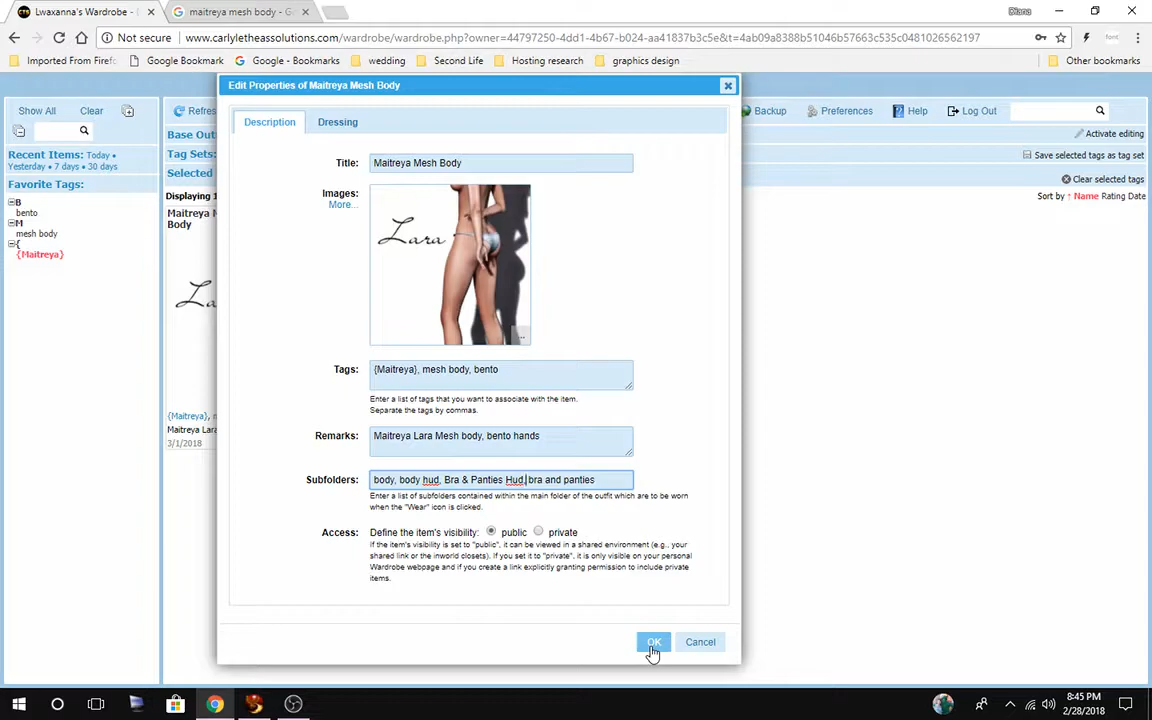 Lwaxanna's Wardrobe -
maitreya mesh body - G
Diana
Not secure www.carlyletheassolutions.com/wardrobe/wardrobe.php?owner=44797250-4dd1-4b67-b024-aa41837b3c5e&t=4ab09a8388b51046b57663c535c0481026562197
Imported From Firef
Google Bookmark
Google - Bookmarks
wedding
Second Life
Hosting research
graphics design
Other bookmarks
Show All
Clear
Refres
Backup
Preferences
Help
Log Out
Base Out
Activate editing
Recent Items: Today •
Yesterday • 7 days • 30 days
Tag Sets:
Save selected tags as tag set
Favorite Tags:
Selected
Clear selected tags
B
bento
M
mesh body
{
{Maitreya}
Displaying 1
Sort by ↑ Name Rating Date
Maitreya M
Body
La
{Maitreya}, m
Maitreya Lara
3/1/2018
Edit Properties of Maitreya Mesh Body
Description
Dressing
Title:
Maitreya Mesh Body
Images:
More...
Lara
...
Tags:
{Maitreya}, mesh body, bento
Enter a list of tags that you want to associate with the item.
Separate the tags by commas.
Remarks:
Maitreya Lara Mesh body, bento hands
Subfolders:
body, body hud, Bra & Panties Hud, bra and panties
Enter a list of subfolders contained within the main folder of the outfit which are to be worn
when the "Wear" icon is clicked.
Access:
Define the item's visibility: public private
If the item's visibility is set to "public", it can be viewed in a shared environment (e.g., your
shared link or the inworld closets). If you set it to "private", it is only visible on your personal
Wardrobe webpage and if you create a link explicitly granting permission to include private
items.
OK
Cancel
8:45 PM
2/28/2018